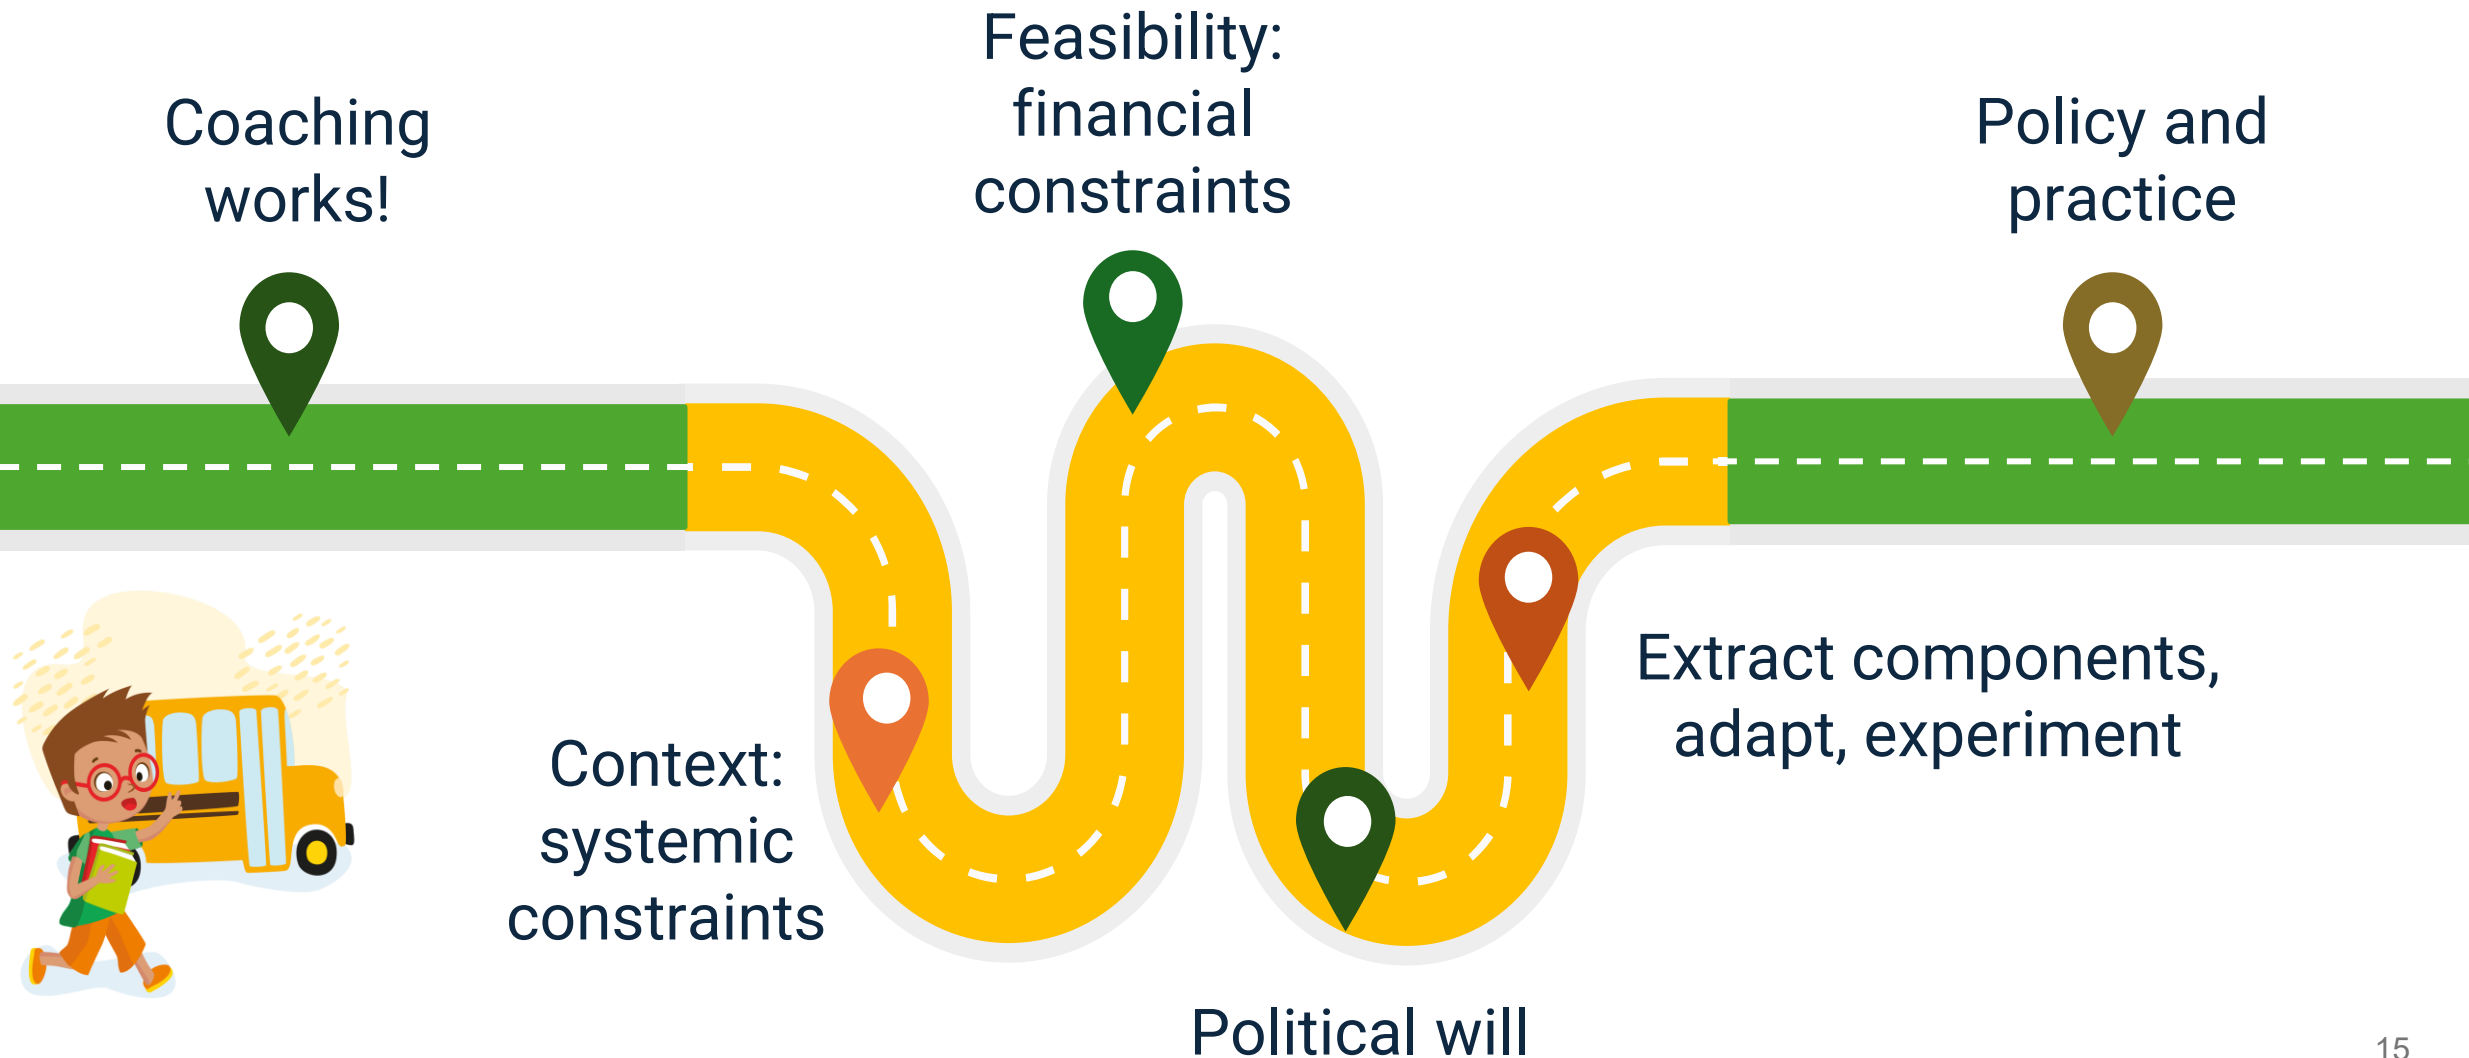 Coaching
works!
Context:
systemic
constraints
Feasibility:
financial
constraints
Political will
Extract components,
adapt, experiment
Policy and
practice
15